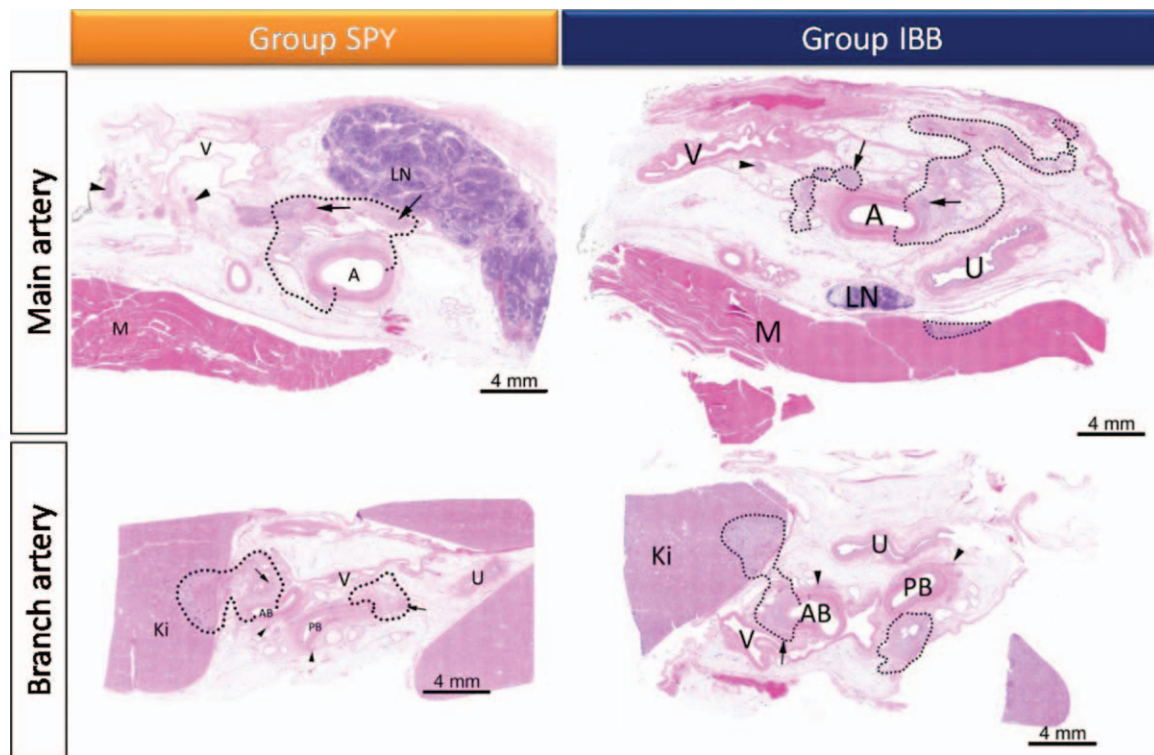 Group SPY
Group IBB
Main artery
V
LN
A
M
4 mm
V
A
U
LN
M
4 mm
Branch artery
Ki
AB
V
PB
U
4 mm
Ki
U
AB
PB
V
4 mm